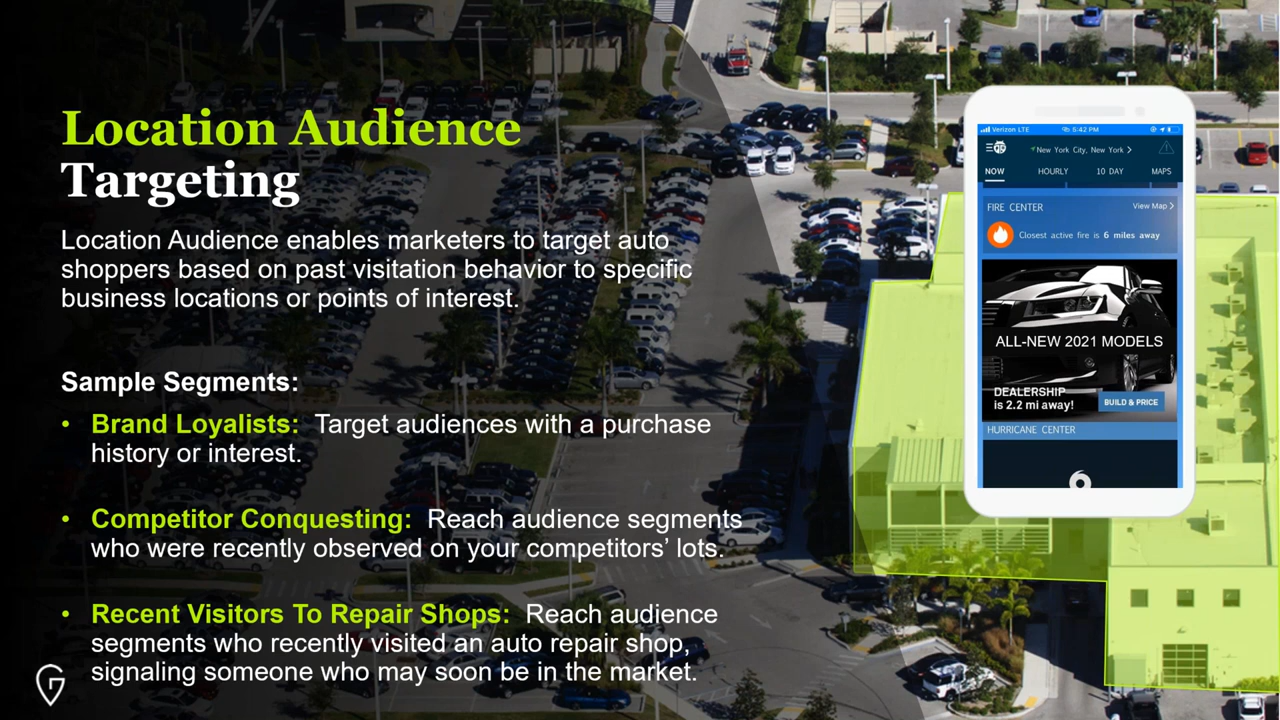 Location Audience
Targeting
Location Audience enables marketers to target auto
shoppers based on past visitation behavior to specific
business locations or points of interest.
Sample Segments:
• Brand Loyalists: Target audiences with a purchase
history or interest.
• Competitor Conquesting: Reach audience segments
who were recently observed on your competitors’ lots.
• Recent Visitors To Repair Shops: Reach audience
segments who recently visited an auto repair shop,
signaling someone who may soon be in the market.
Verizon LTE 5:42 PM
New York City, New York >
NOW HOURLY 10 DAY MAPS
FIRE CENTER View Map >
Closest active fire is 6 miles away
ALL-NEW 2021 MODELS
DEALERSHIP
is 2.2 mi away! BUILD & PRICE
HURRICANE CENTER